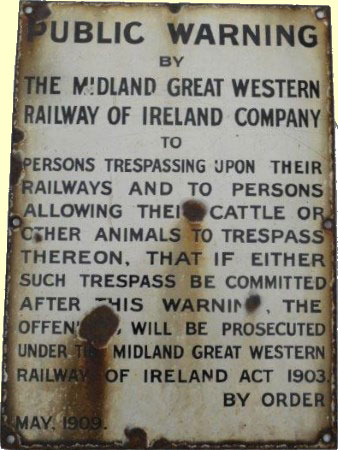 PUBLIC WARNING
BY
THE MIDLAND GREAT WESTERN
RAILWAY OF IRELAND COMPANY
TO
PERSONS TRESPASSING UPON THEIR
RAILWAYS AND TO PERSONS
ALLOWING THEIR CATTLE OR
OTHER ANIMALS TO TRESPASS
THEREON, THAT IF EITHER
SUCH TRESPASS BE COMMITTED
AFTER THIS WARNING, THE
OFFENDERS, WILL BE PROSECUTED
UNDER THE MIDLAND GREAT WESTERN
RAILWAY OF IRELAND ACT 1903.
BY ORDER
MAY. 1909.